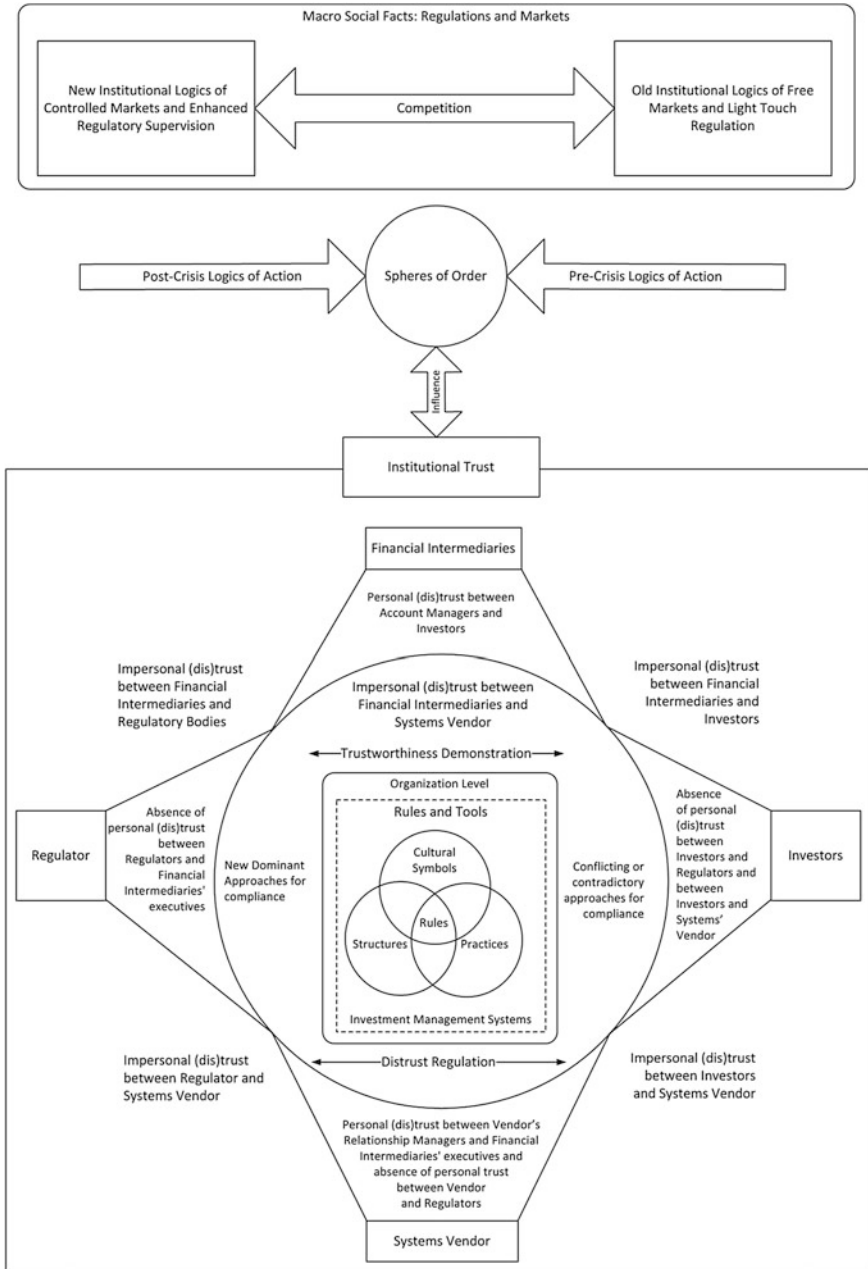 Macro Social Facts: Regulations and Markets
New Institutional Logics of
Controlled Markets and Enhanced
Regulatory Supervision
Competition
Old Institutional Logics of Free
Markets and Light Touch
Regulation
Post-Crisis Logics of Action
Spheres of Order
Pre-Crisis Logics of Action
Influence
Institutional Trust
Financial Intermediaries
Personal (dis)trust between
Account Managers and
Investors
Impersonal (dis)trust
between Financial
Intermediaries and
Regulatory Bodies
Impersonal (dis)trust between
Financial Intermediaries and
Systems Vendor
Impersonal (dis)trust
between Financial
Intermediaries and
Investors
Trustworthiness Demonstration
Regulator
Absence of
personal (dis)trust
between
Regulators and
Financial
Intermediaries'
executives
New Dominant
Approaches for
compliance
Organization Level
Rules and Tools
Cultural
Symbols
Rules
Structures
Practices
Investment Management Systems
Conflicting or
contradictory
approaches for
compliance
Absence
of personal
(dis)trust
between
Investors and
Regulators and
between
Investors and
Systems’
Vendor
Investors
Distrust Regulation
Impersonal (dis)trust
between Regulator and
Systems Vendor
Impersonal (dis)trust
between Investors
and Systems Vendor
Personal (dis)trust between Vendor’s
Relationship Managers and Financial
Intermediaries' executives and
absence of personal trust
between Vendor
and Regulators
Systems Vendor